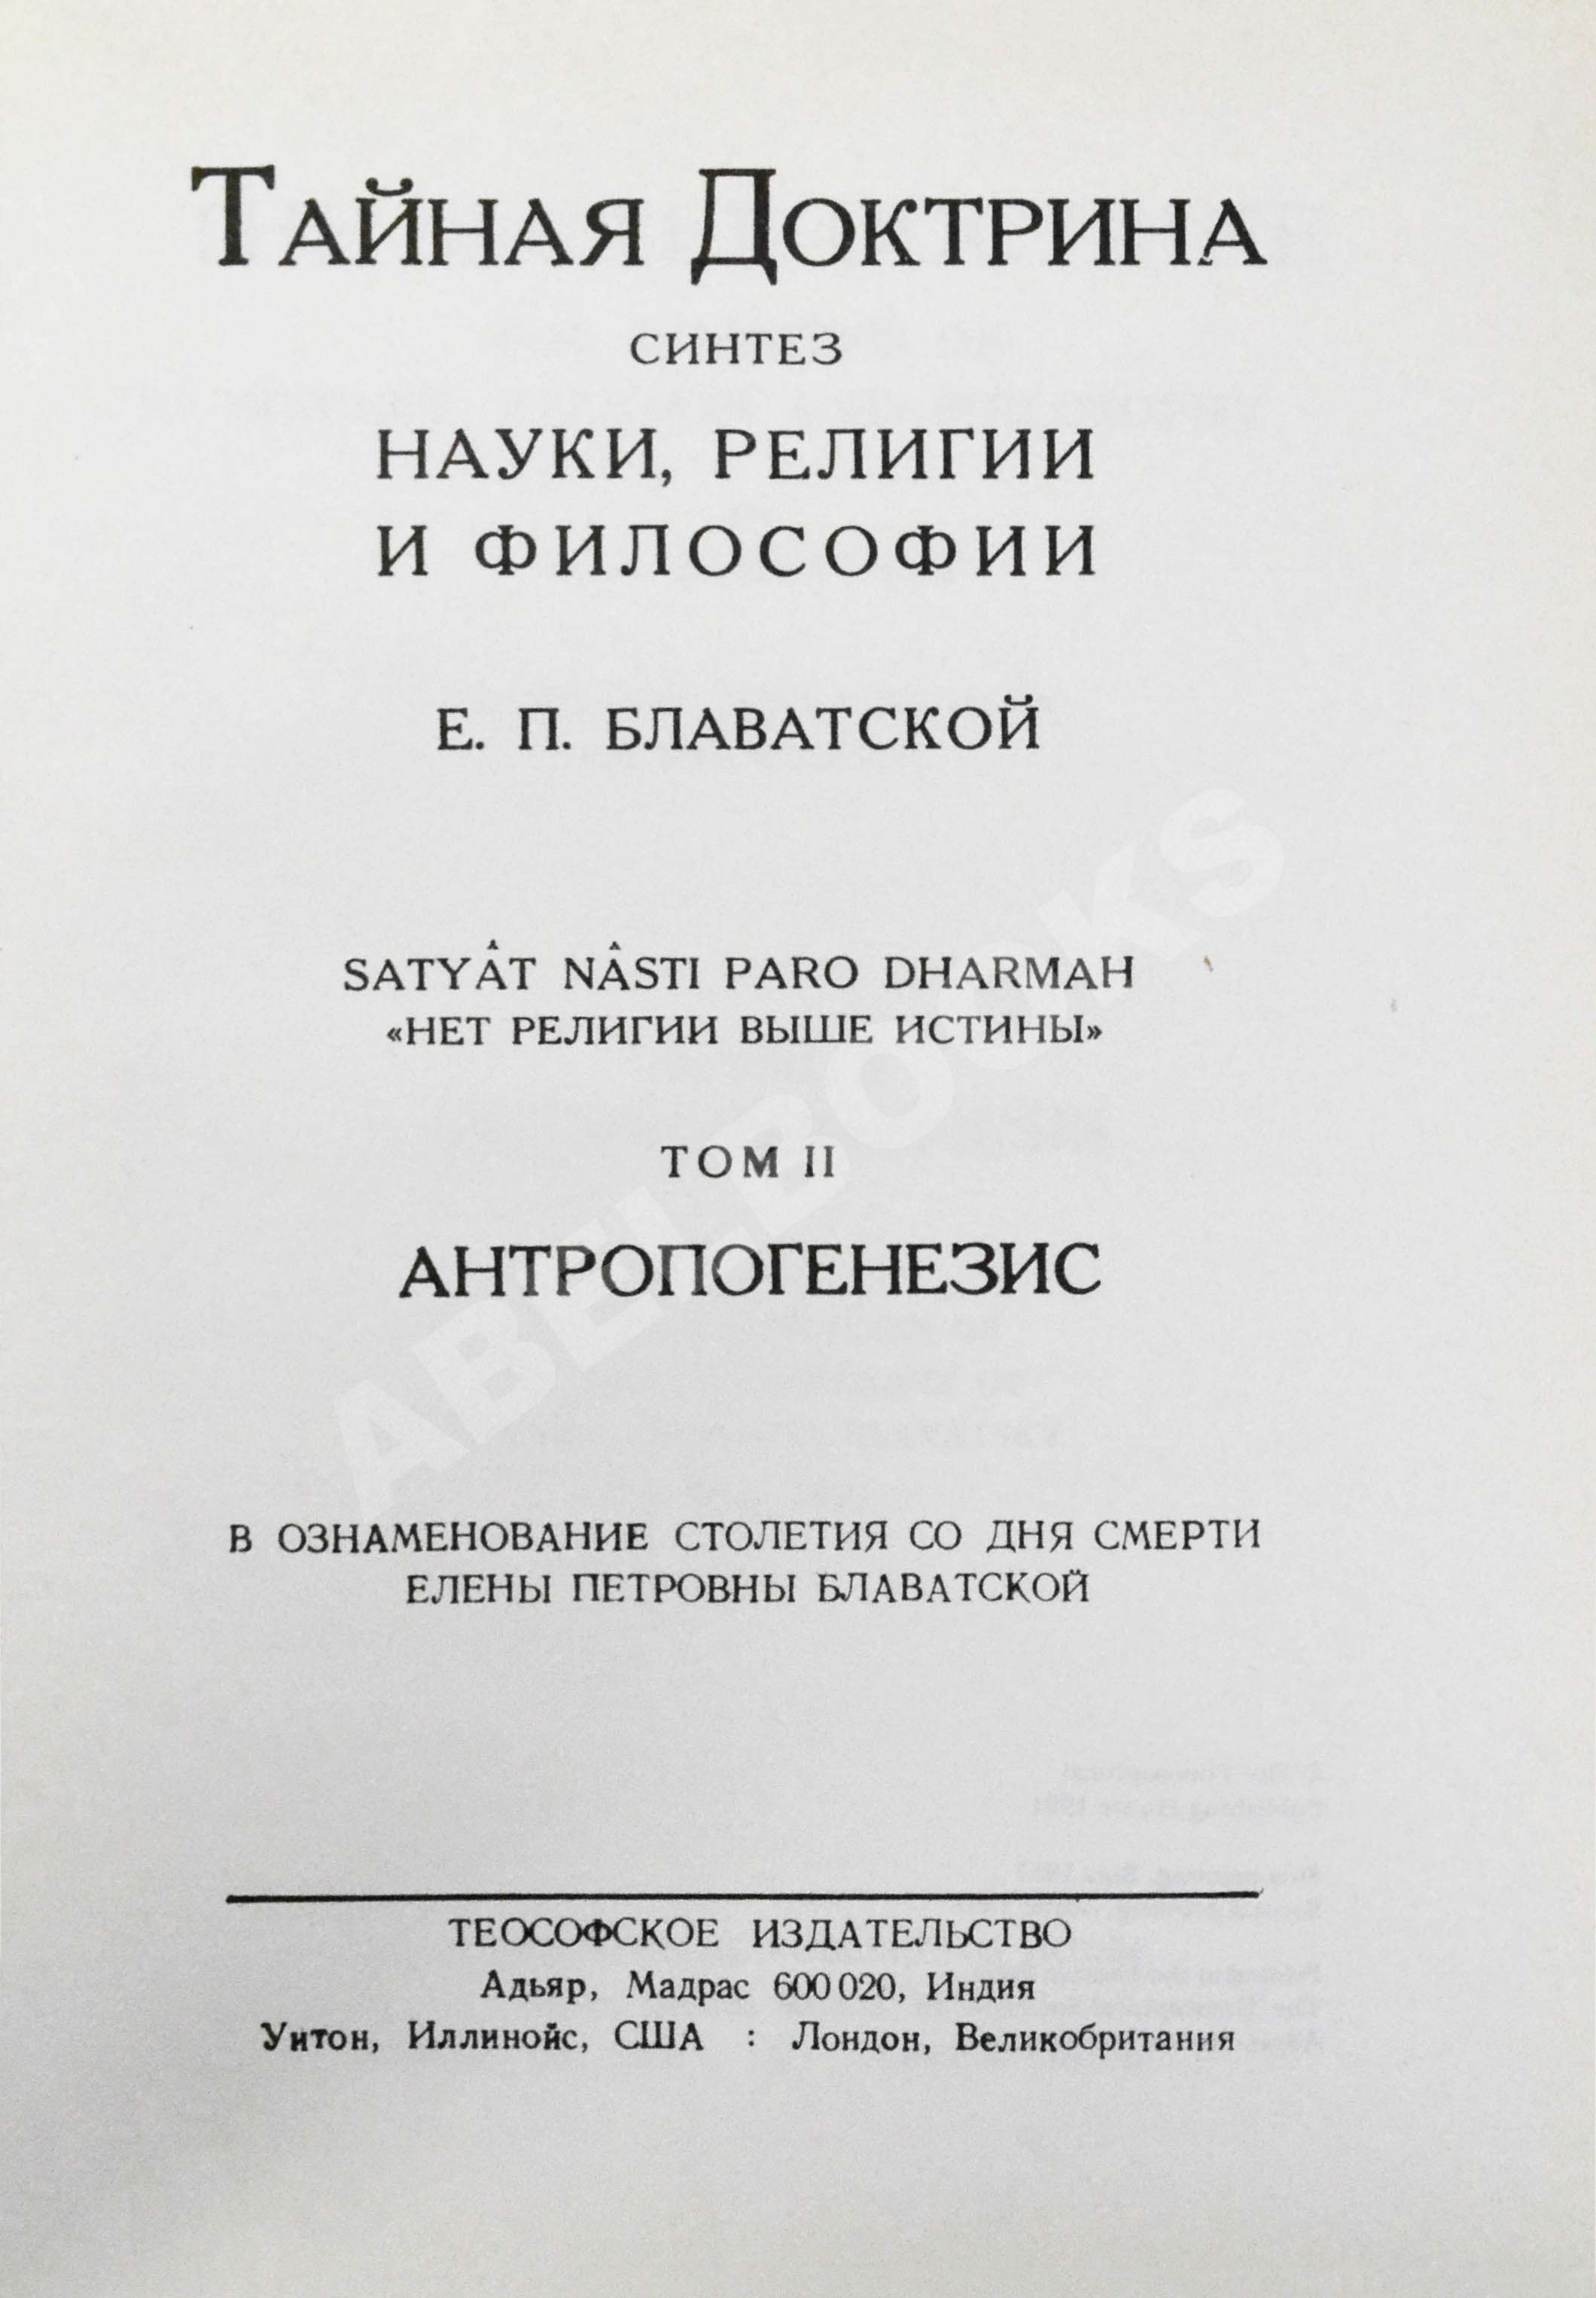 ТАЙНАЯ ДОКТРИНА
СИНТЕЗ
НАУКИ, РЕЛИГИИ
И ФИЛОСОФИИ
Е. П. БЛАВАТСКОЙ
SATYÂT NÂSTI PARO DHARMAH
«НЕТ РЕЛИГИИ ВЫШЕ ИСТИНЫ»
ТОМ II
АНТРОПОГЕНЕЗИС
В ОЗНАМЕНОВАНИЕ СТОЛЕТИЯ СО ДНЯ СМЕРТИ
ЕЛЕНЫ ПЕТРОВНЫ БЛАВАТСКОЙ
ТЕОСОФСКОЕ ИЗДАТЕЛЬСТВО
Адьяр, Мадрас 600 020, Индия
Уитон, Иллинойс, США : Лондон, Великобритания
ABELBOOKS